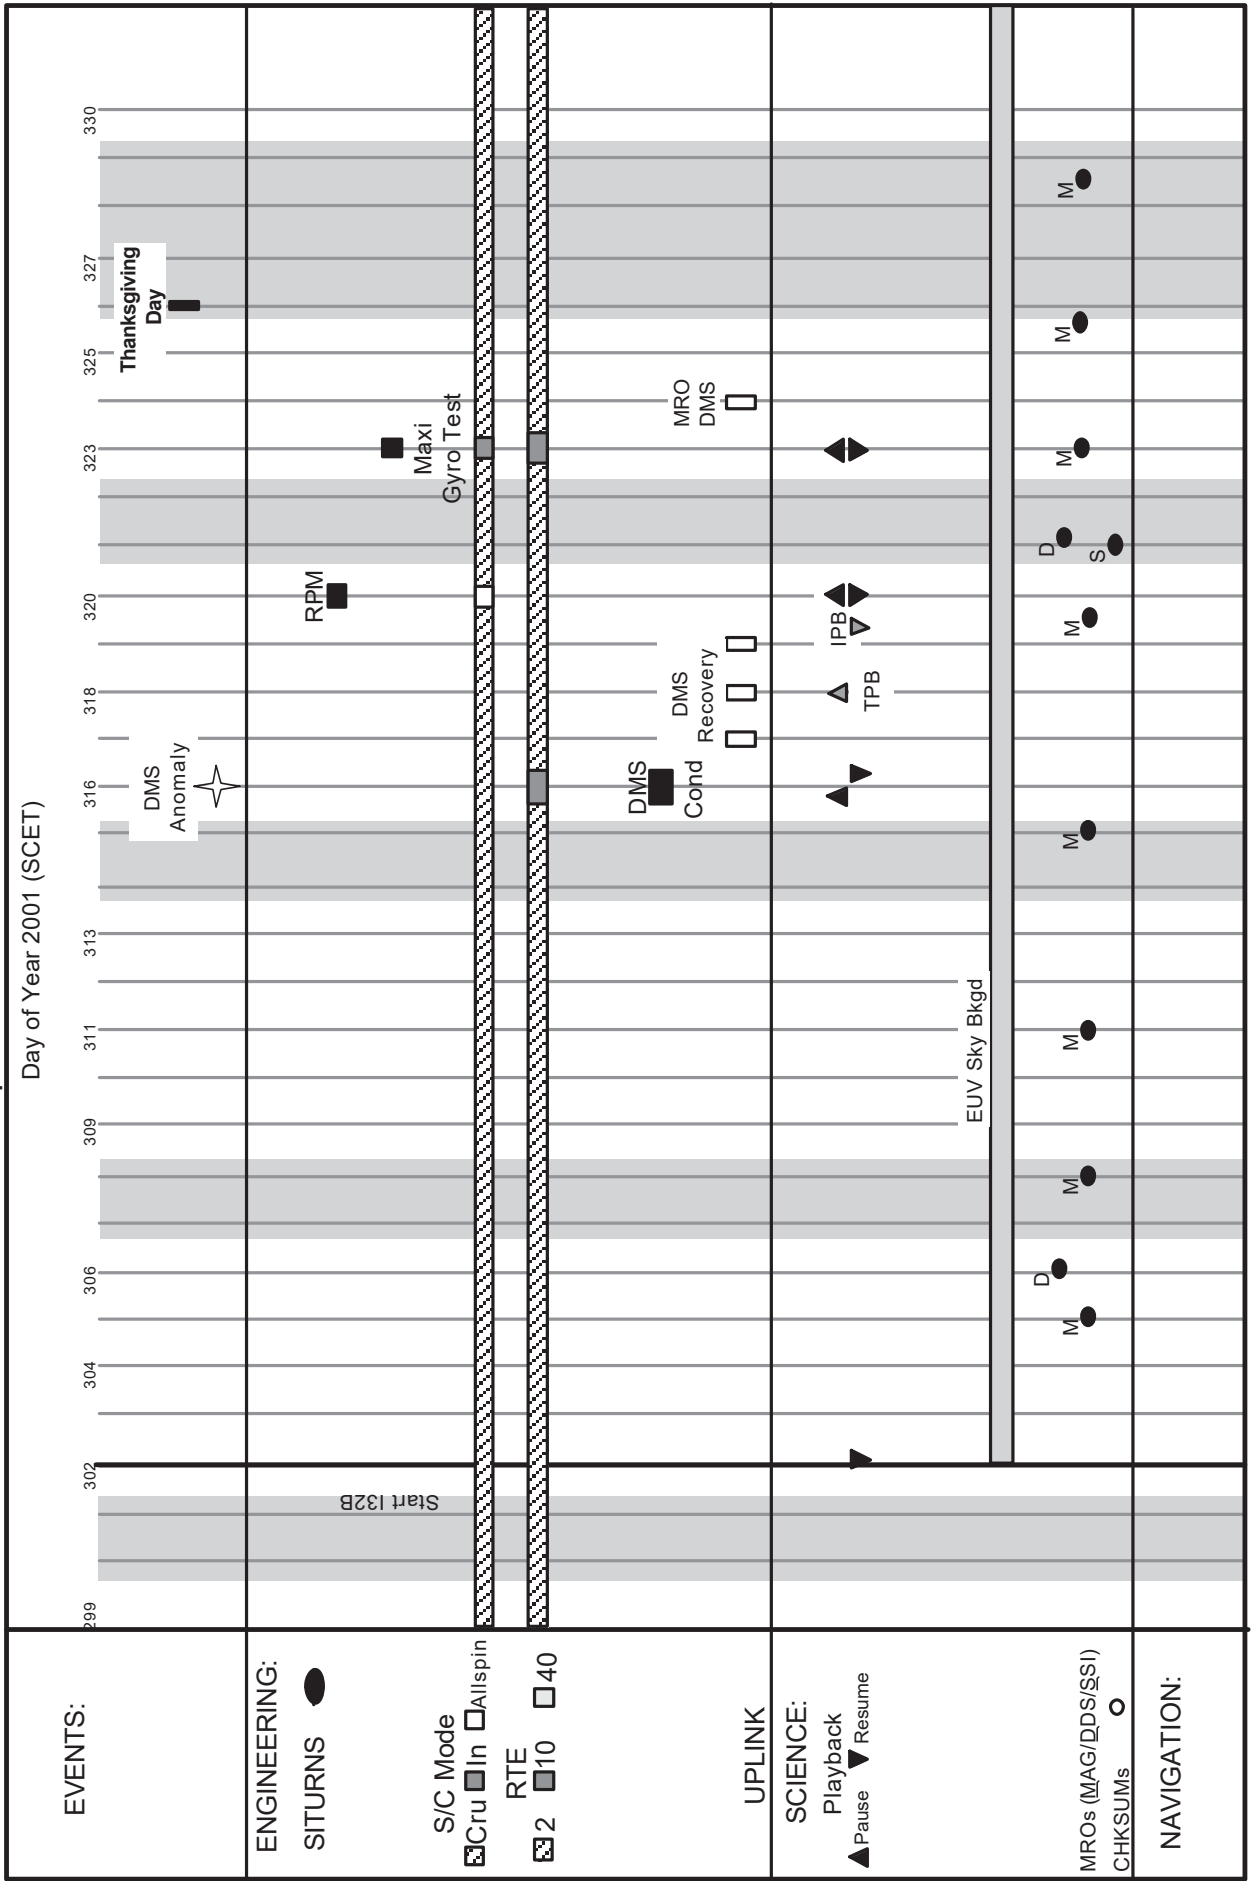 Day of Year 2001 (SCET)
299
302
304
306
309
311
313
316
318
320
323
325
327
330
EVENTS:
DMS
Anomaly
Thanksgiving
Day
ENGINEERING:
SITURNS
Start I32B
RPM
Maxi
Gyro Test
S/C Mode
Cru
In
Allspin
RTE
2
10
40
DMS
Cond
DMS
Recovery
MRO
DMS
UPLINK
SCIENCE:
Playback
Pause
Resume
TPB
IPB
EUV Sky Bkgd
MROs (MAG/DDS/SSI)
CHKSUMs
M
D
M
M
M
M
D
S
M
M
M
NAVIGATION: